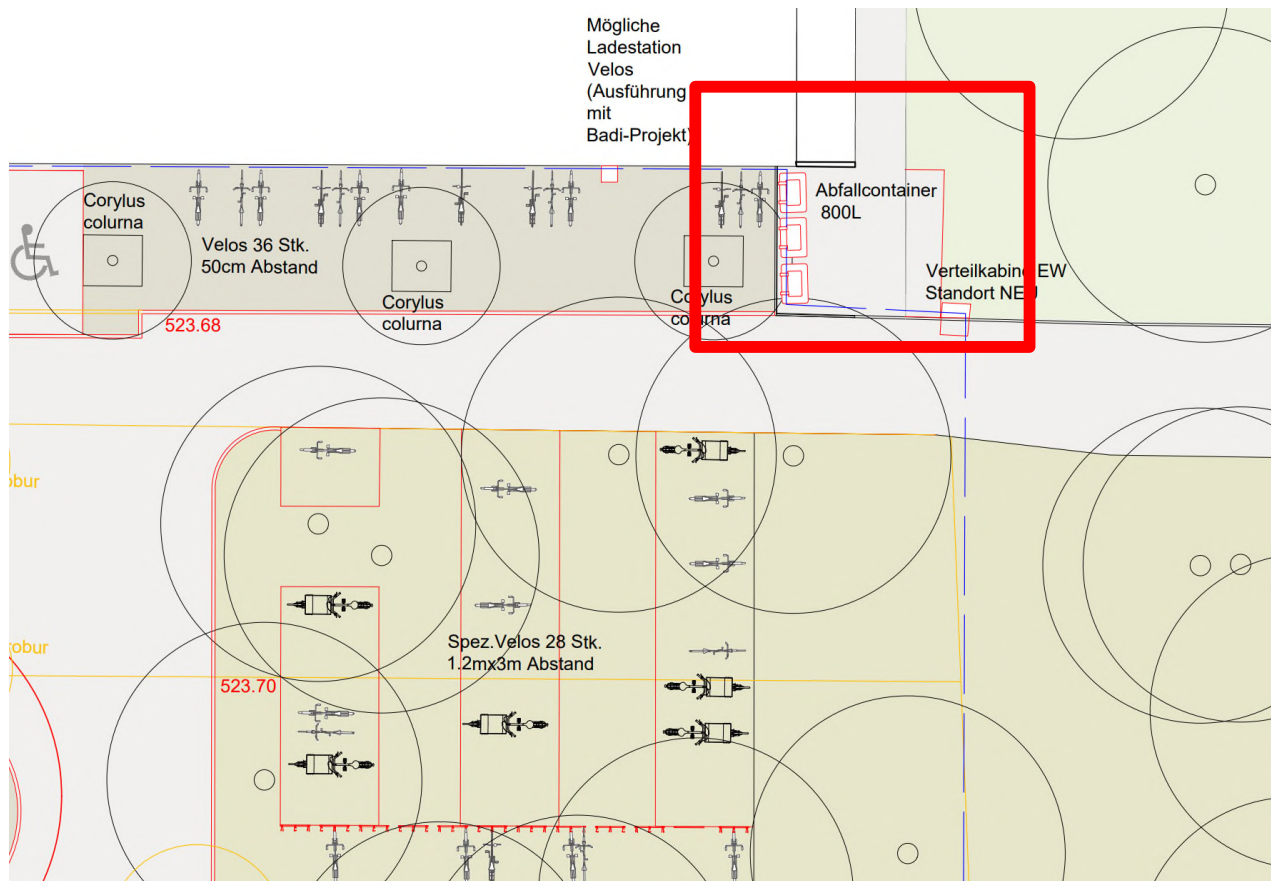 Mögliche
Ladestation
Velos
(Ausführung
mit
Badi-Projekt)
Corylus
colurna
Velos 36 Stk.
50cm Abstand
Corylus
colurna
Corylus
colurna
Abfallcontainer
800L
Verteilkabine EW
Standort NEU
523.68
obur
Spez.Velos 28 Stk.
1.2mx3m Abstand
robur
523.70